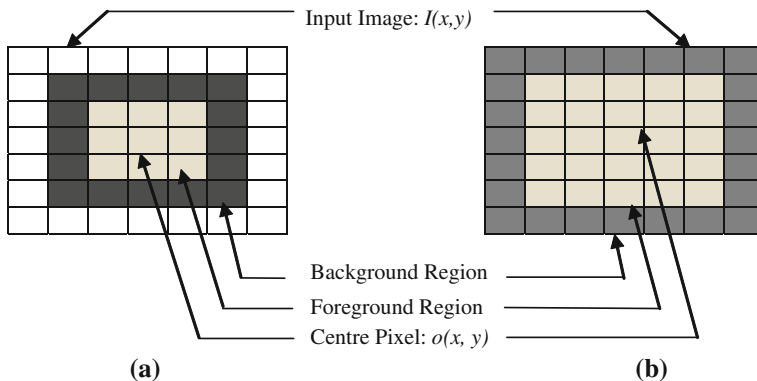 Input Image: I(x,y)
Background Region
Foreground Region
Centre Pixel: o(x, y)
(a)
(b)